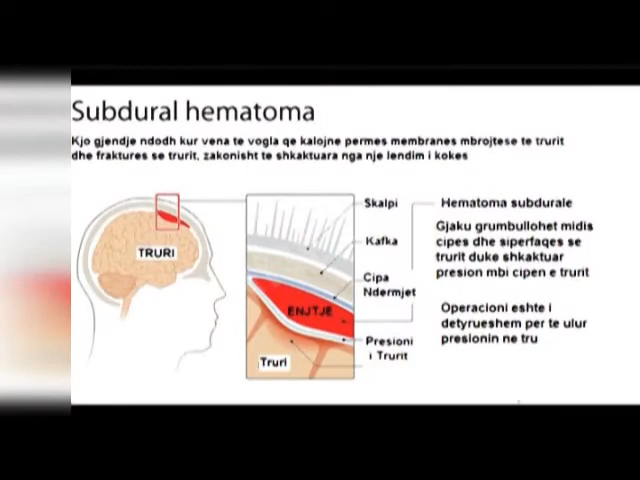 Subdural hematoma
Kjo gjendje ndodh kur vena te vogla qe kalojne permes membranes mbrojtese te trurit
dhe fraktures se trurit, zakonisht te shkaktuara nga nje lendim i kokes
TRURI
Skalpi
Kafka
Cipa
Ndermjet
ENJTJE
Presioni
i Trurit
Truri
Hematoma subdurale
Gjaku grumbullohet midis
cipes dhe siperfaqes se
trurit duke shkaktuar
presion mbi cipen e trurit
Operacioni eshte i
detyrueshem per te ulur
presionin ne tru